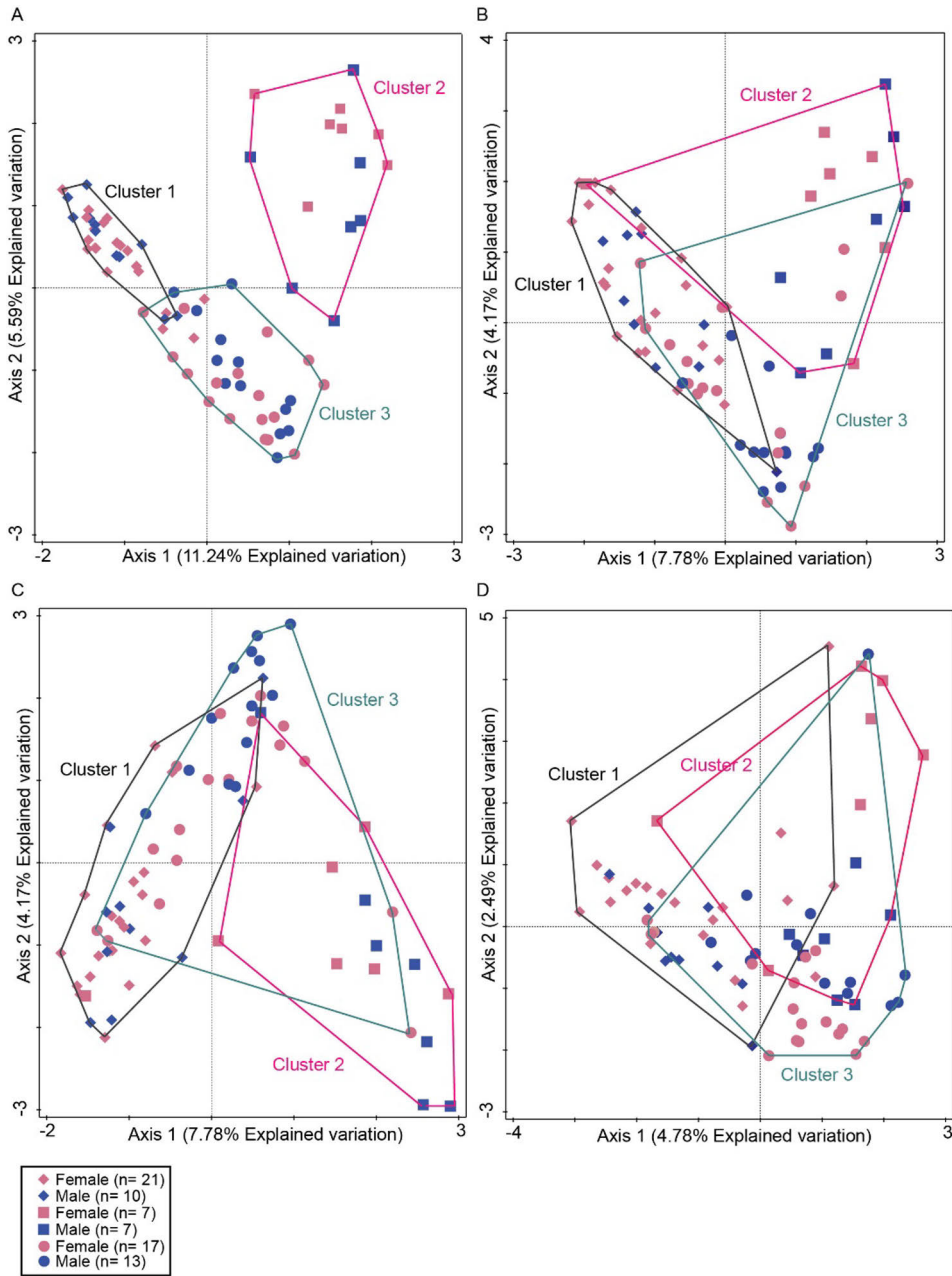 A
3
Axis 2 (5.59% Explained variation)
-3
-2
Axis 1 (11.24% Explained variation)
3
Cluster 1
Cluster 2
Cluster 3
B
4
Axis 2 (4.17% Explained variation)
-3
-3
Axis 1 (7.78% Explained variation)
3
Cluster 2
Cluster 1
Cluster 3
C
3
Axis 2 (4.17% Explained variation)
-3
-2
Axis 1 (7.78% Explained variation)
3
Cluster 3
Cluster 1
Cluster 2
D
5
Axis 2 (2.49% Explained variation)
-3
-4
Axis 1 (4.78% Explained variation)
3
Cluster 1
Cluster 2
Cluster 3
Female (n= 21)
Male (n= 10)
Female (n= 7)
Male (n= 7)
Female (n= 17)
Male (n= 13)